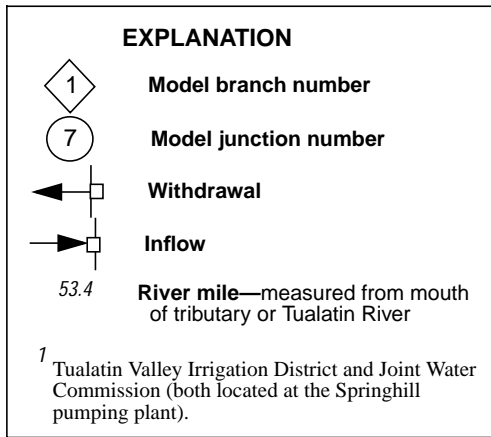 EXPLANATION
1 Model branch number
7 Model junction number
Withdrawal
Inflow
53.4 River mile—measured from mouth
of tributary or Tualatin River
1 Tualatin Valley Irrigation District and Joint Water
Commission (both located at the Springhill
pumping plant).